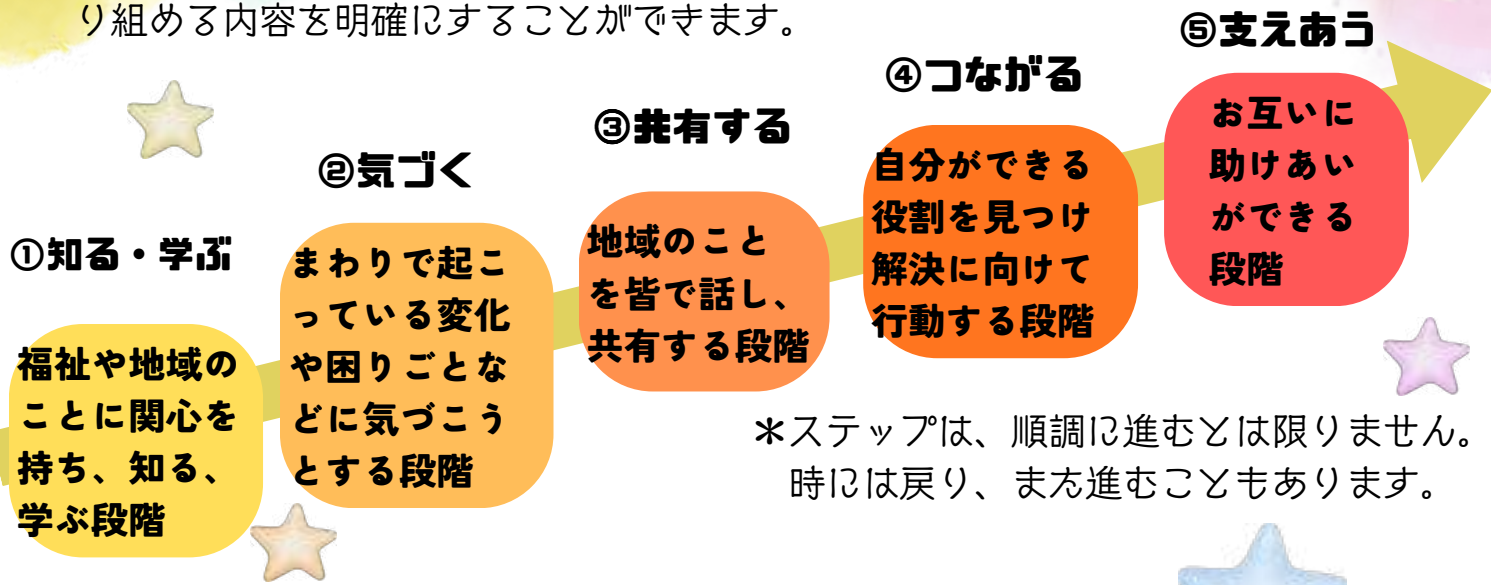 り組める内容を明確にすることができます。
①知る・学ぶ
福祉や地域の
ことに関心を
持ち、知る、
学ぶ段階
②気づく
まわりで起こ
っている変化
や困りごとな
どに気づこう
とする段階
③共有する
地域のこと
を皆で話し、
共有する段階
④つながる
自分ができる
役割を見つけ
解決に向けて
行動する段階
⑤支えあう
お互いに
助けあい
ができる
段階
*ステップは、順調に進むとは限りません。
時には戻り、また進むこともあります。